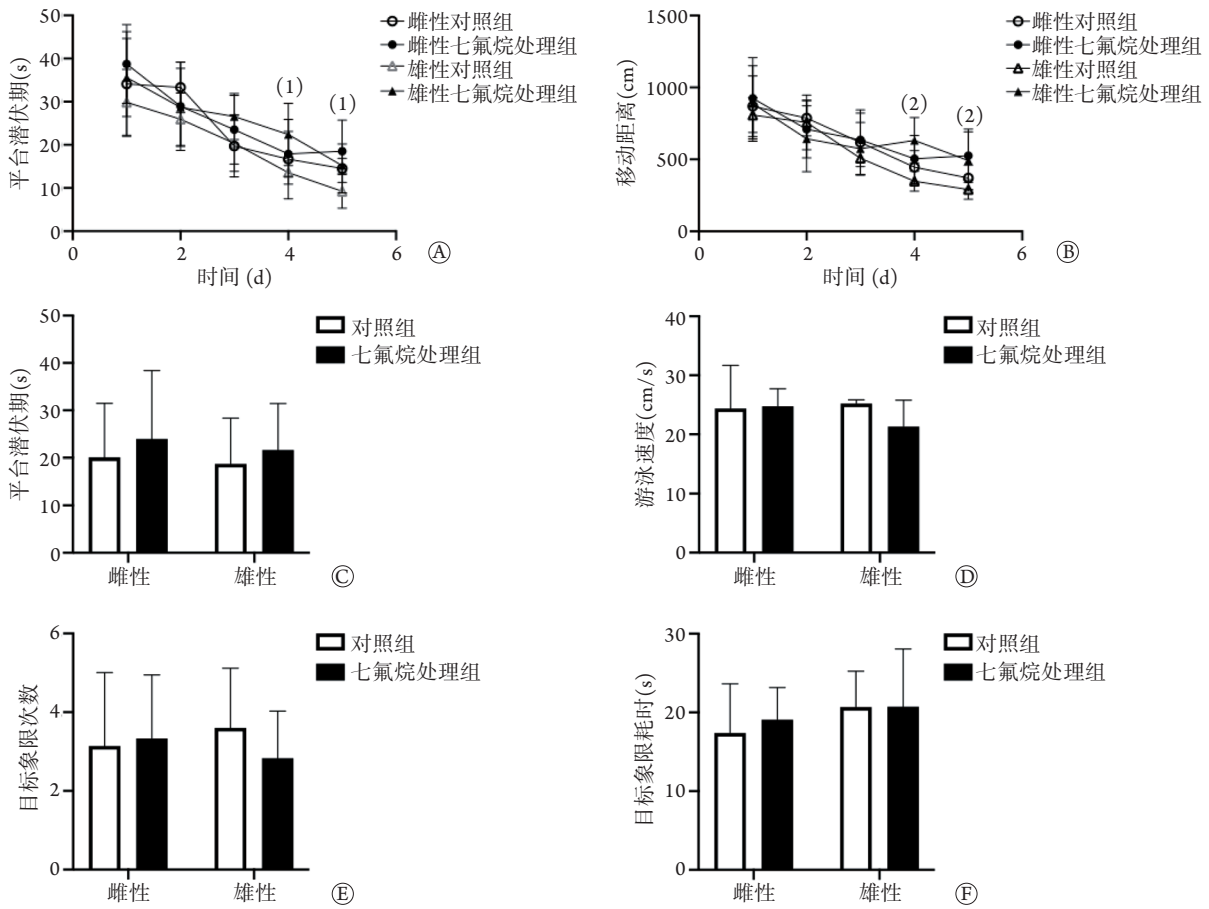 平台潜伏期(s)
50
40
30
20
10
0
0
2
4
6
时间 (d)
(1)
(1)
雌性对照组
雌性七氟烷处理组
雄性对照组
雄性七氟烷处理组
Ⓐ
移动距离(cm)
1500
1000
500
0
0
2
4
6
时间 (d)
(2)
(2)
雌性对照组
雌性七氟烷处理组
雄性对照组
雄性七氟烷处理组
Ⓑ
平台潜伏期(s)
50
40
30
20
10
0
雌性
雄性
对照组
七氟烷处理组
Ⓒ
游泳速度(cm/s)
40
30
20
10
0
雌性
雄性
对照组
七氟烷处理组
Ⓓ
目标象限次数
6
4
2
0
雌性
雄性
对照组
七氟烷处理组
Ⓔ
目标象限耗时(s)
30
20
10
0
雌性
雄性
对照组
七氟烷处理组
Ⓕ